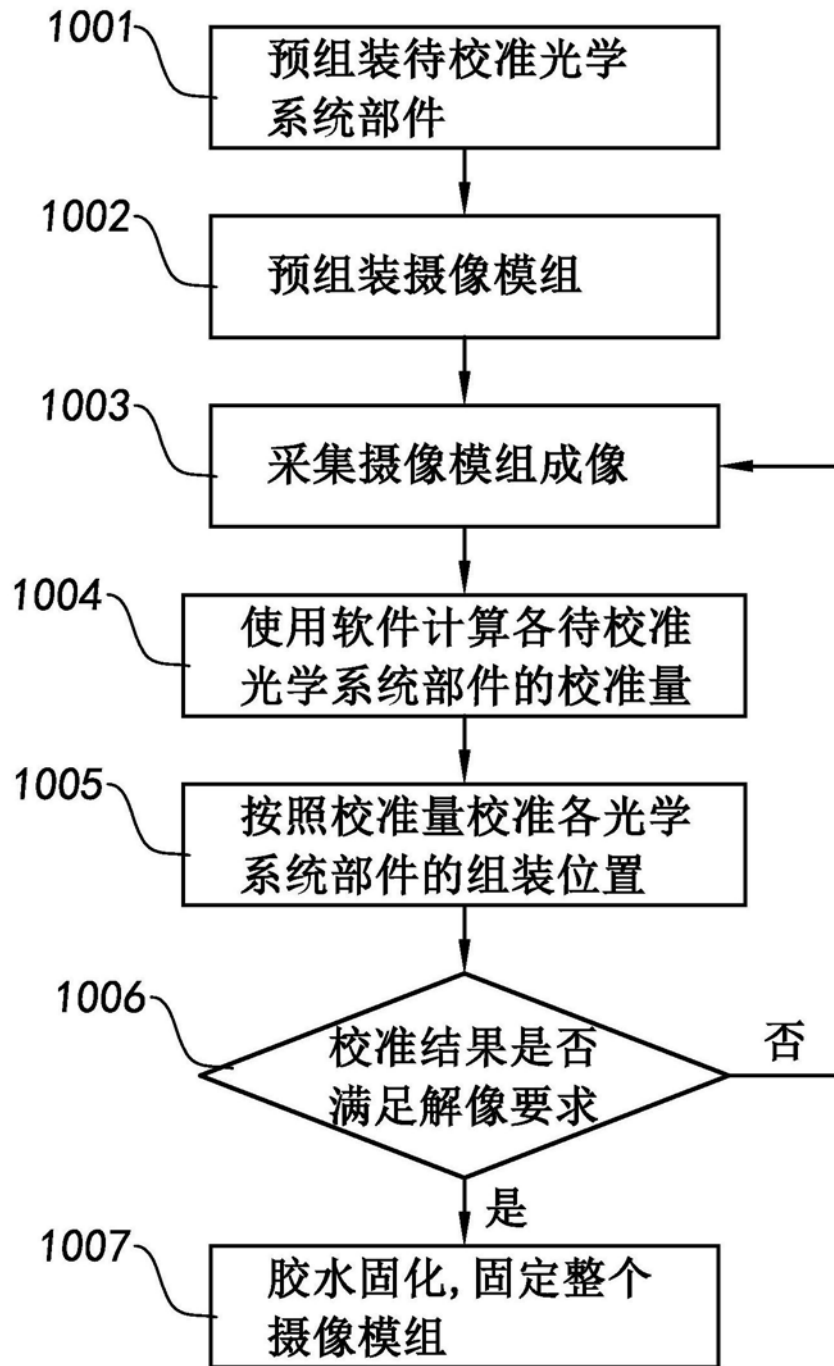 1001
预组装待校准光学
系统部件
1002
预组装摄像模组
1003
采集摄像模组成像
1004
使用软件计算各待校准
光学系统部件的校准量
1005
按照校准量校准各光学
系统部件的组装位置
1006
校准结果是否
满足解像要求
否
是
1007
胶水固化,固定整个
摄像模组